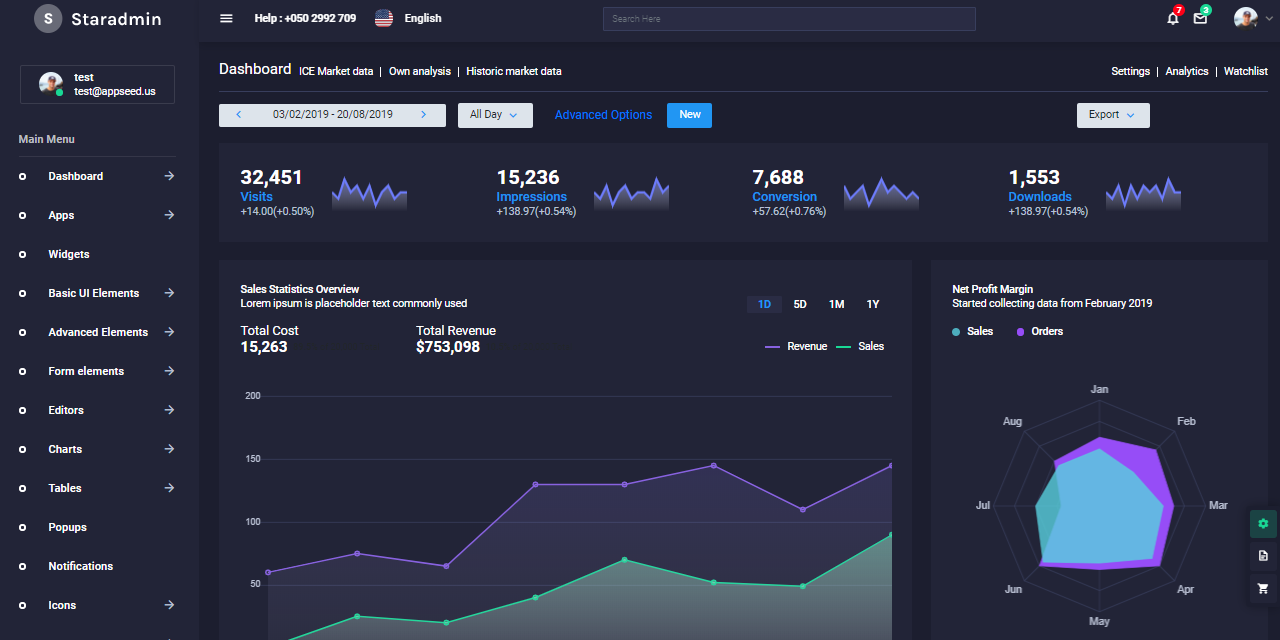 S Staradmin
Help : +050 2992 709
English
Search Here
7
3
test
test@appseed.us
Main Menu
Dashboard
Apps
Widgets
Basic UI Elements
Advanced Elements
Form elements
Editors
Charts
Tables
Popups
Notifications
Icons
Dashboard ICE Market data | Own analysis | Historic market data
Settings | Analytics | Watchlist
03/02/2019 - 20/08/2019
All Day
Advanced Options
New
Export
32,451
Visits
+14.00(+0.50%)
15,236
Impressions
+138.97(+0.54%)
7,688
Conversion
+57.62(+0.76%)
1,553
Downloads
+138.97(+0.54%)
Sales Statistics Overview
Lorem ipsum is placeholder text commonly used
1D 5D 1M 1Y
Total Cost
15,263
Total Revenue
$753,098
Revenue Sales
200
150
100
50
Net Profit Margin
Started collecting data from February 2019
Sales Orders
Jan
Feb
Mar
Apr
May
Jun
Jul
Aug